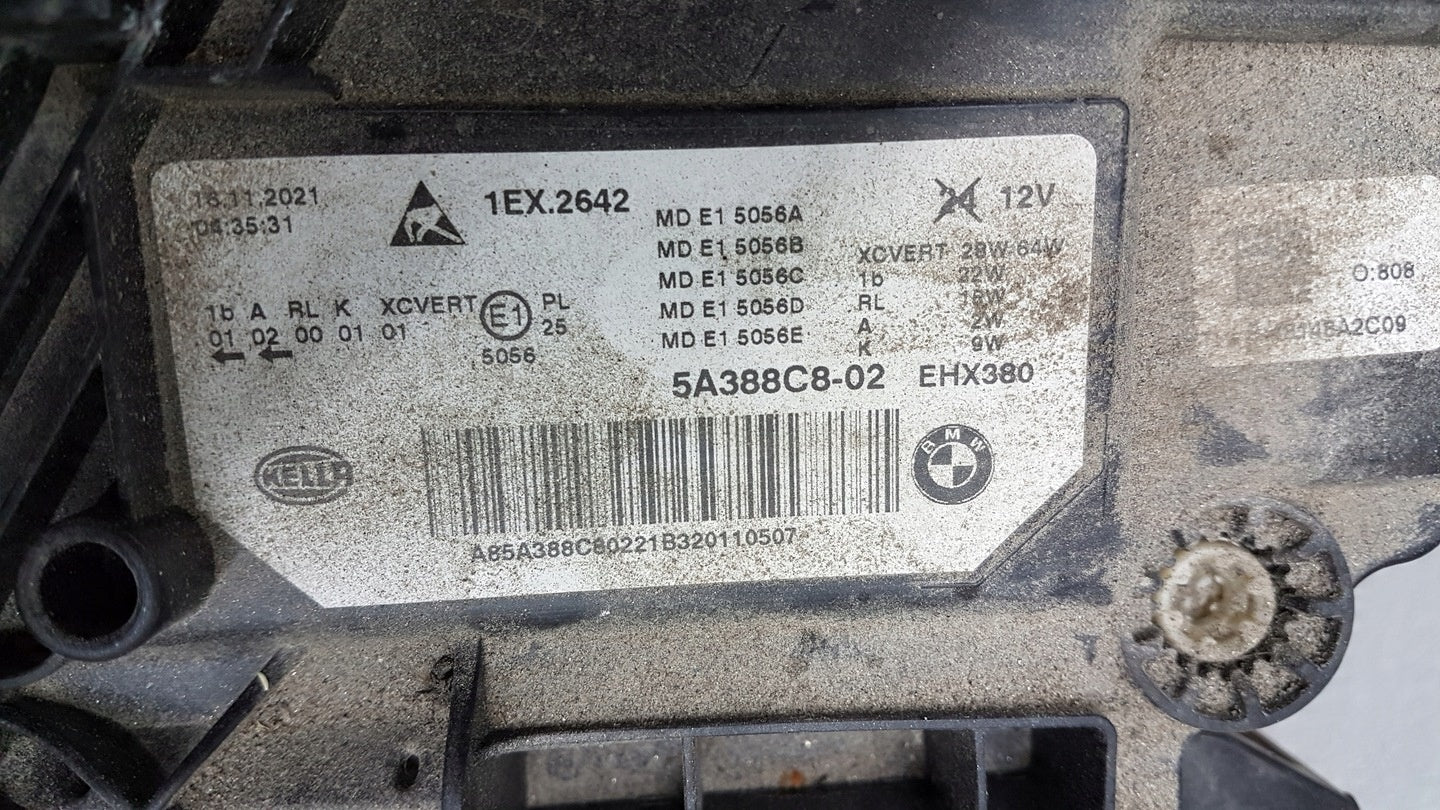 .11.2021
04:35:31
1EX.2642
MD E1 5056A
MD E1 5056B
MD E1 5056C
MD E1 5056D
MD E1 5056E
24 12V
XCVERT 28W 64W
1b 22W
RL 15W
A 2W
K 9W
1b A RL K XCVERT
01 02 00 01 01
E1
5056
PL
25
5A388C8-02 EHX380
HELLA
BMW
A85A388C80221B320110507
O:808
A2C09